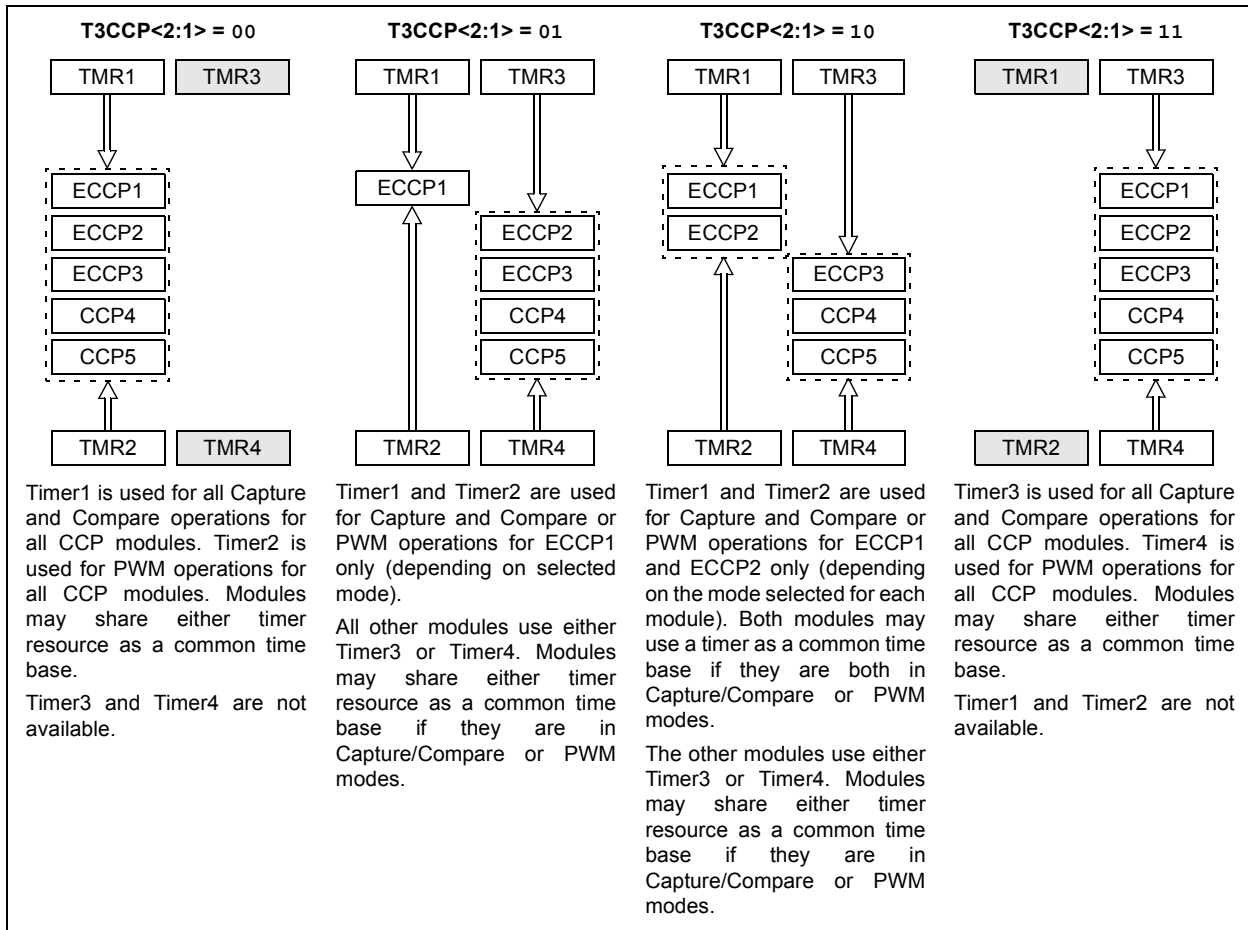 T3CCP<2:1> = 00
TMR1
TMR3
ECCP1
ECCP2
ECCP3
CCP4
CCP5
TMR2
TMR4
Timer1 is used for all Capture
and Compare operations for
all CCP modules. Timer2 is
used for PWM operations for
all CCP modules. Modules
may share either timer
resource as a common time
base.
Timer3 and Timer4 are not
available.
T3CCP<2:1> = 01
TMR1
TMR3
ECCP1
ECCP2
ECCP3
CCP4
CCP5
TMR2
TMR4
Timer1 and Timer2 are used
for Capture and Compare or
PWM operations for ECCP1
only (depending on selected
mode).
All other modules use either
Timer3 or Timer4. Modules
may share either timer
resource as a common time
base if they are in
Capture/Compare or PWM
modes.
T3CCP<2:1> = 10
TMR1
TMR3
ECCP1
ECCP2
ECCP3
CCP4
CCP5
TMR2
TMR4
Timer1 and Timer2 are used
for Capture and Compare or
PWM operations for ECCP1
and ECCP2 only (depending
on the mode selected for each
module). Both modules may
use a timer as a common time
base if they are both in
Capture/Compare or PWM
modes.
The other modules use either
Timer3 or Timer4. Modules
may share either timer
resource as a common time
base if they are in
Capture/Compare or PWM
modes.
T3CCP<2:1> = 11
TMR1
TMR3
ECCP1
ECCP2
ECCP3
CCP4
CCP5
TMR2
TMR4
Timer3 is used for all Capture
and Compare operations for
all CCP modules. Timer4 is
used for PWM operations for
all CCP modules. Modules
may share either timer
resource as a common time
base.
Timer1 and Timer2 are not
available.